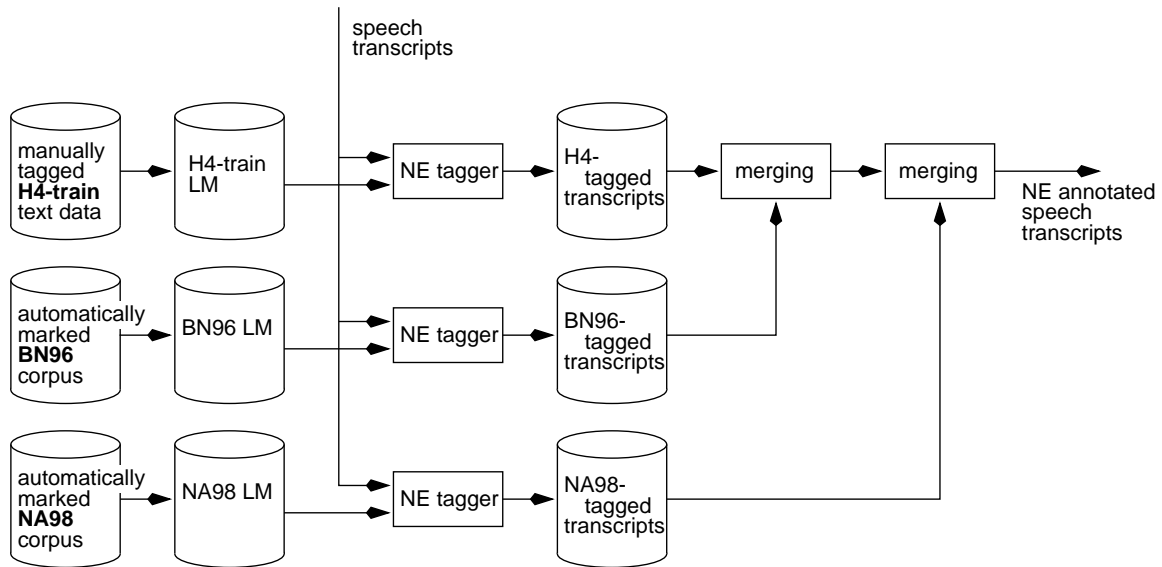 speech
transcripts
manually
tagged
H4-train
text data
H4-train
LM
NE tagger
H4-
tagged
transcripts
merging
merging
NE annotated
speech
transcripts
automatically
marked
BN96
corpus
BN96 LM
NE tagger
BN96-
tagged
transcripts
automatically
marked
NA98
corpus
NA98 LM
NE tagger
NA98-
tagged
transcripts